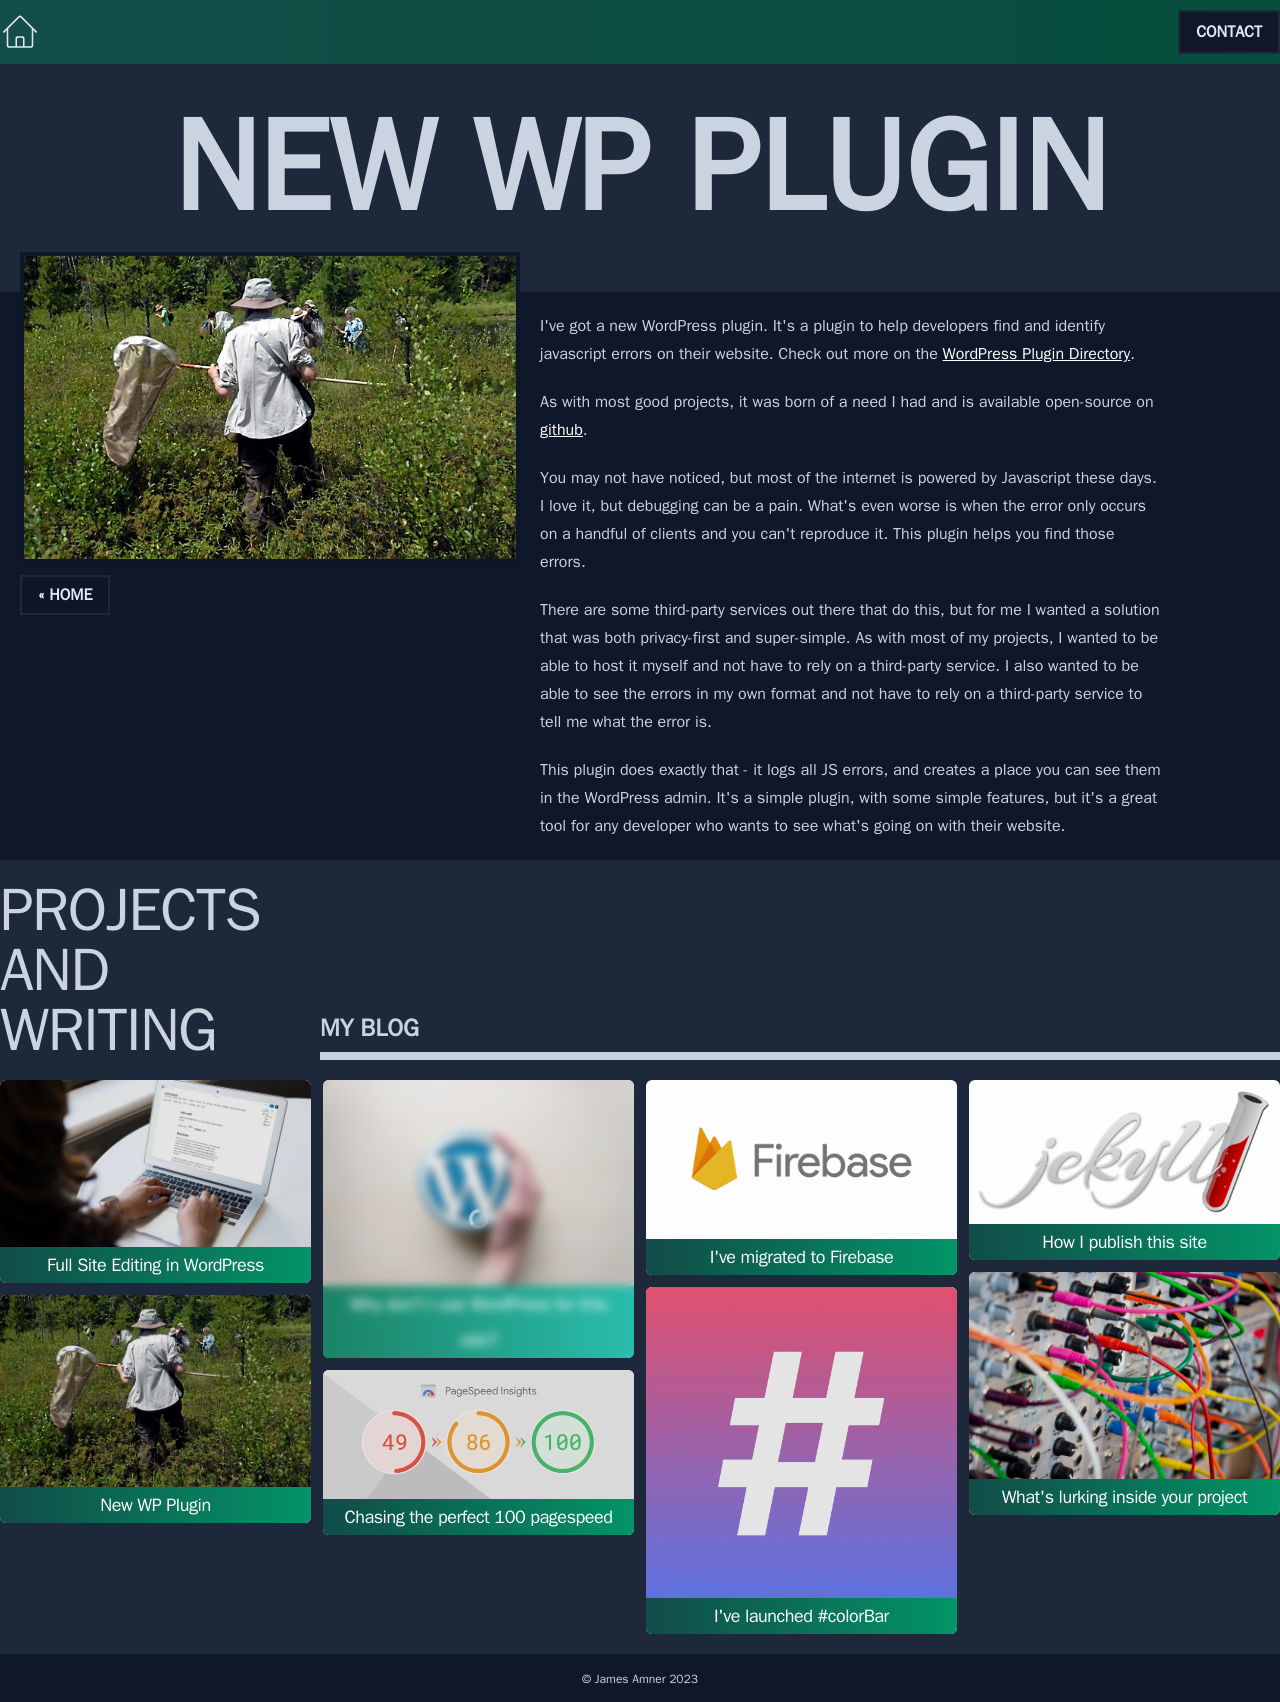 CONTACT
NEW WP PLUGIN
I've got a new WordPress plugin. It's a plugin to help developers find and identify
javascript errors on their website. Check out more on the WordPress Plugin Directory.
As with most good projects, it was born of a need I had and is available open-source on
github.
You may not have noticed, but most of the internet is powered by Javascript these days.
I love it, but debugging can be a pain. What's even worse is when the error only occurs
on a handful of clients and you can't reproduce it. This plugin helps you find those
errors.
There are some third-party services out there that do this, but for me I wanted a solution
that was both privacy-first and super-simple. As with most of my projects, I wanted to be
able to host it myself and not have to rely on a third-party service. I also wanted to be
able to see the errors in my own format and not have to rely on a third-party service to
tell me what the error is.
This plugin does exactly that - it logs all JS errors, and creates a place you can see them
in the WordPress admin. It's a simple plugin, with some simple features, but it's a great
tool for any developer who wants to see what's going on with their website.
« HOME
PROJECTS
AND
WRITING
MY BLOG
Full Site Editing in WordPress
New WP Plugin
W
Why don't I use WordPress for this
site?
PageSpeed Insights
49 » 86 » 100
Chasing the perfect 100 pagespeed
Firebase
I've migrated to Firebase
#
I've launched #colorBar
jekyll
How I publish this site
What's lurking inside your project
© James Amner 2023